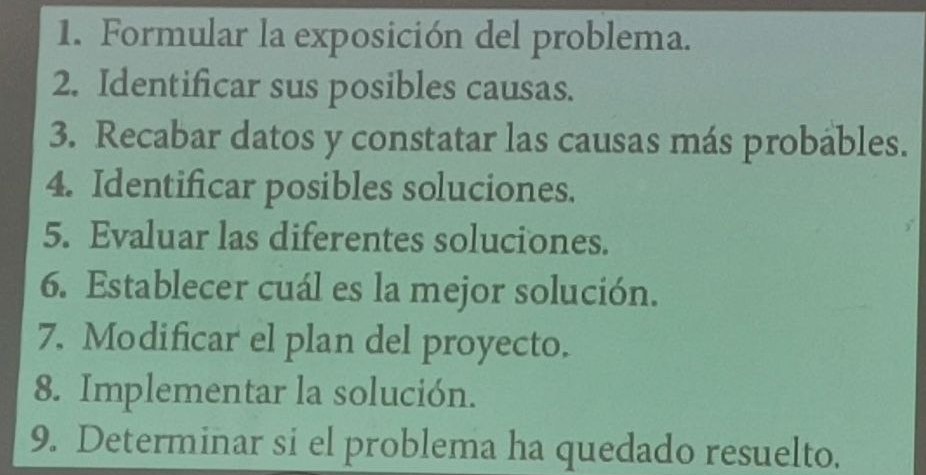 1. Formular la exposición del problema.
2. Identificar sus posibles causas.
3. Recabar datos y constatar las causas más probables.
4. Identificar posibles soluciones.
5. Evaluar las diferentes soluciones.
6. Establecer cuál es la mejor solución.
7. Modificar el plan del proyecto.
8. Implementar la solución.
9. Determinar si el problema ha quedado resuelto.